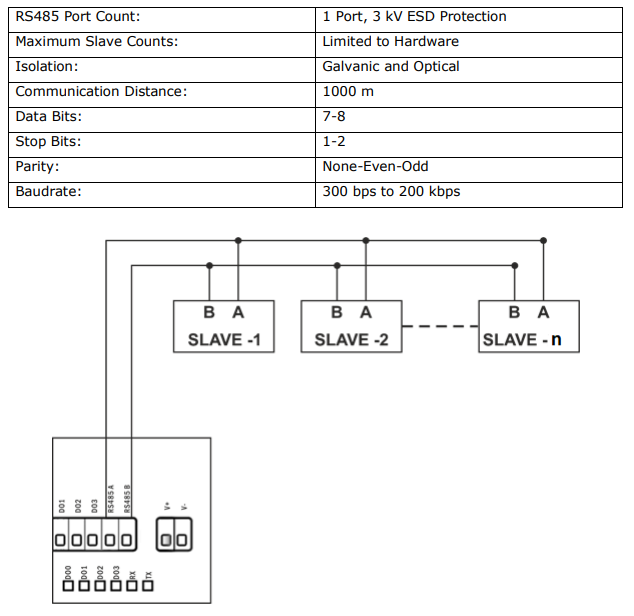 RS485 Port Count: 1 Port, 3 kV ESD Protection
Maximum Slave Counts: Limited to Hardware
Isolation: Galvanic and Optical
Communication Distance: 1000 m
Data Bits: 7-8
Stop Bits: 1-2
Parity: None-Even-Odd
Baudrate: 300 bps to 200 kbps
B A B A B A
SLAVE -1 SLAVE -2 SLAVE - n
DO1 DO2 DO3 RS485A RS485B V+ V-
DO0 DO1 DO2 DO3 RX TX